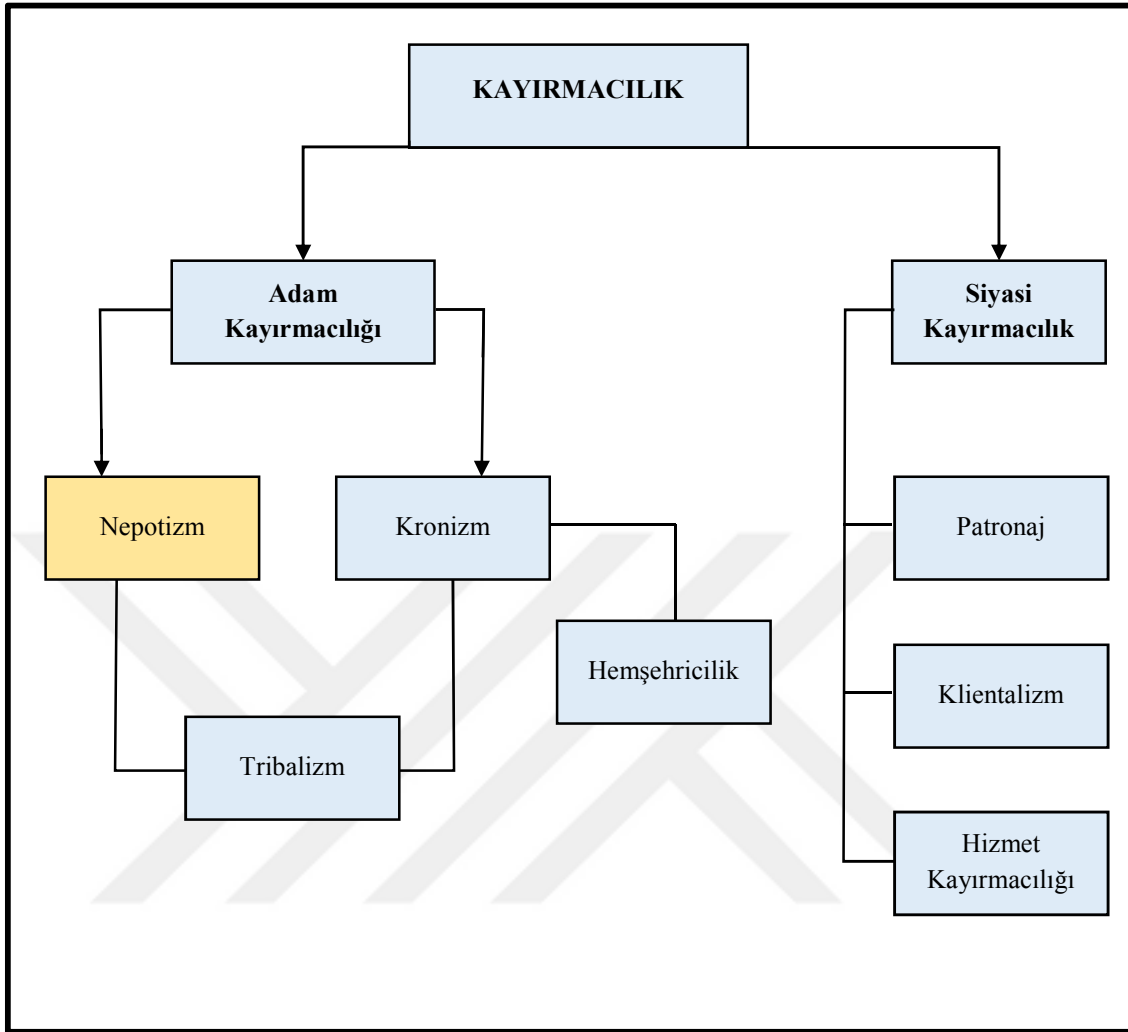 KAYIRMACILIK
Adam
Kayırmacılığı
Siyasi
Kayırmacılık
Nepotizm
Kronizm
Patronaj
Hemşehricilik
Klientalizm
Tribalizm
Hizmet
Kayırmacılığı